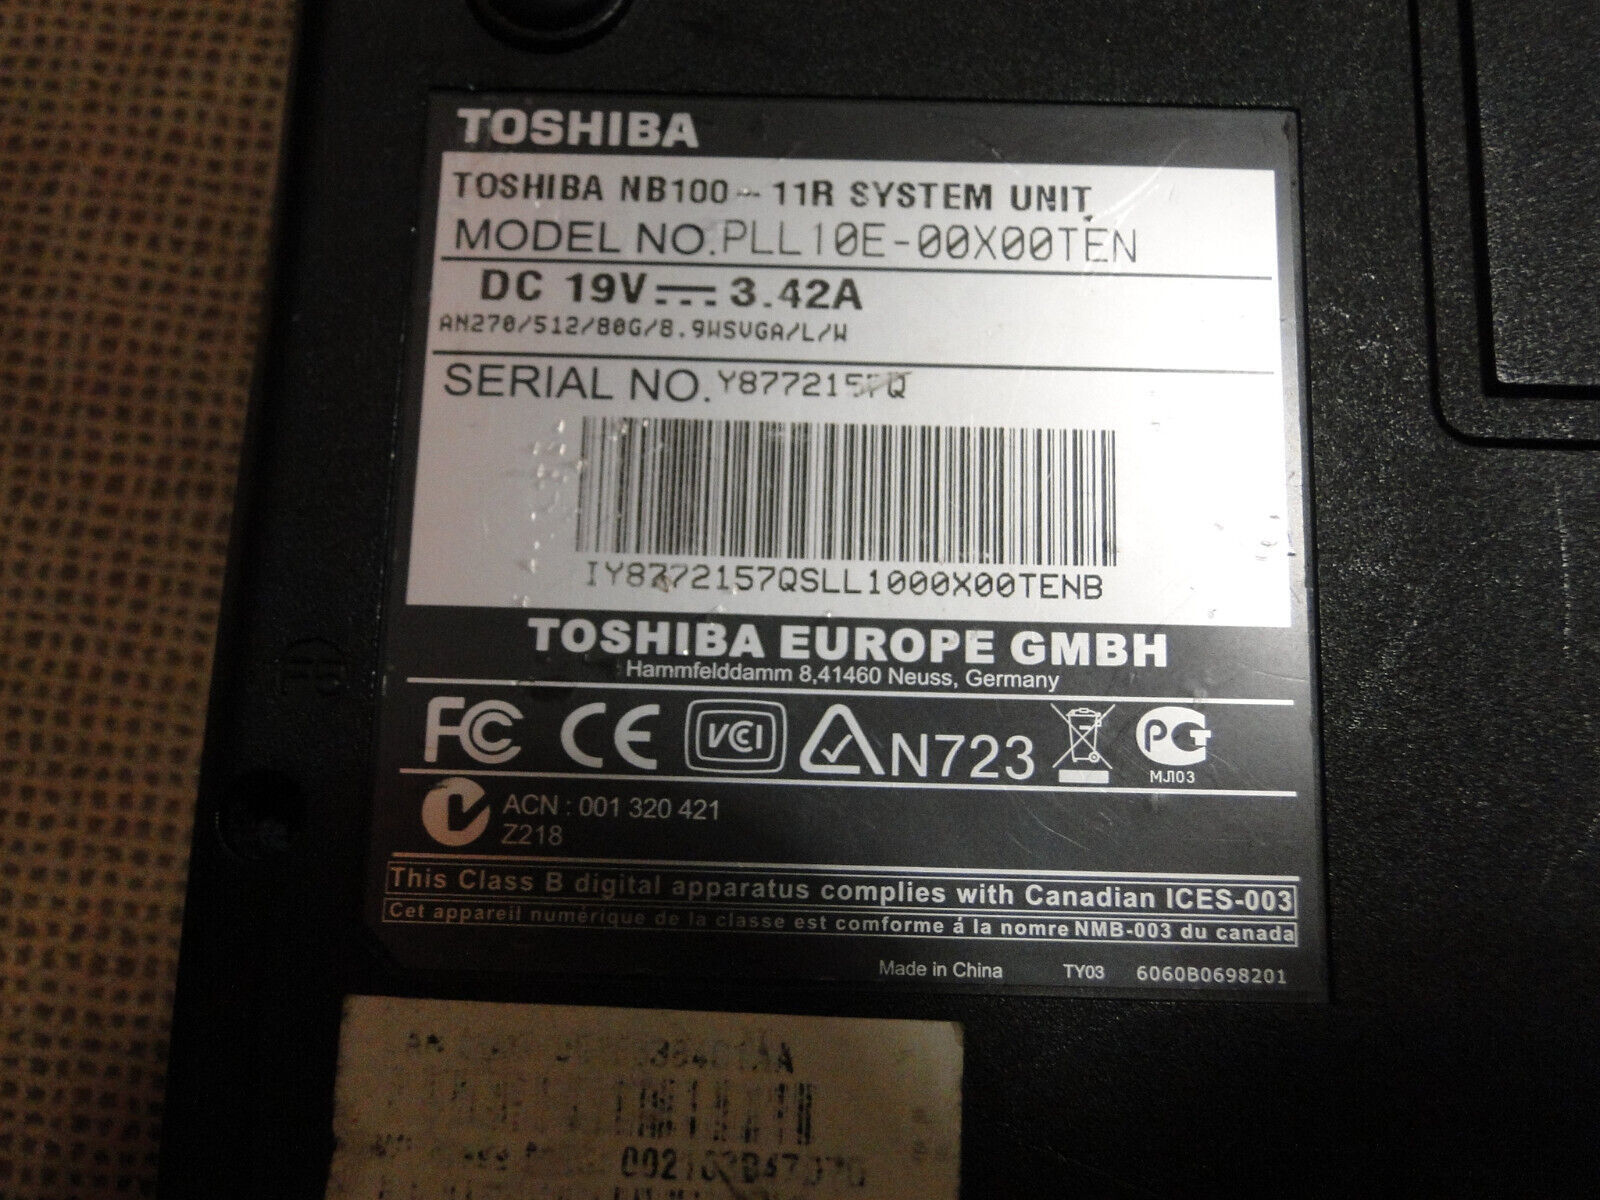 TOSHIBA
TOSHIBA NB100-11R SYSTEM UNIT
MODEL NO.PLL10E-00X00TEN
DC 19V 3.42A
AN270/512/80G/8.9WSVGA/L/W
SERIAL NO.
IY8772157QSLL1000X00TENB
TOSHIBA EUROPE GMBH
Hammfelddamm 8,41460 Neuss, Germany
FC CE VCI N723 PCT
МЛ03
ACN : 001 320 421
Z218
This Class B digital apparatus complies with Canadian ICES-003
Cet appareil numérique de la classe est comforme á la nomre NMB-003 du canada
Made in China TY03 6060B0698201